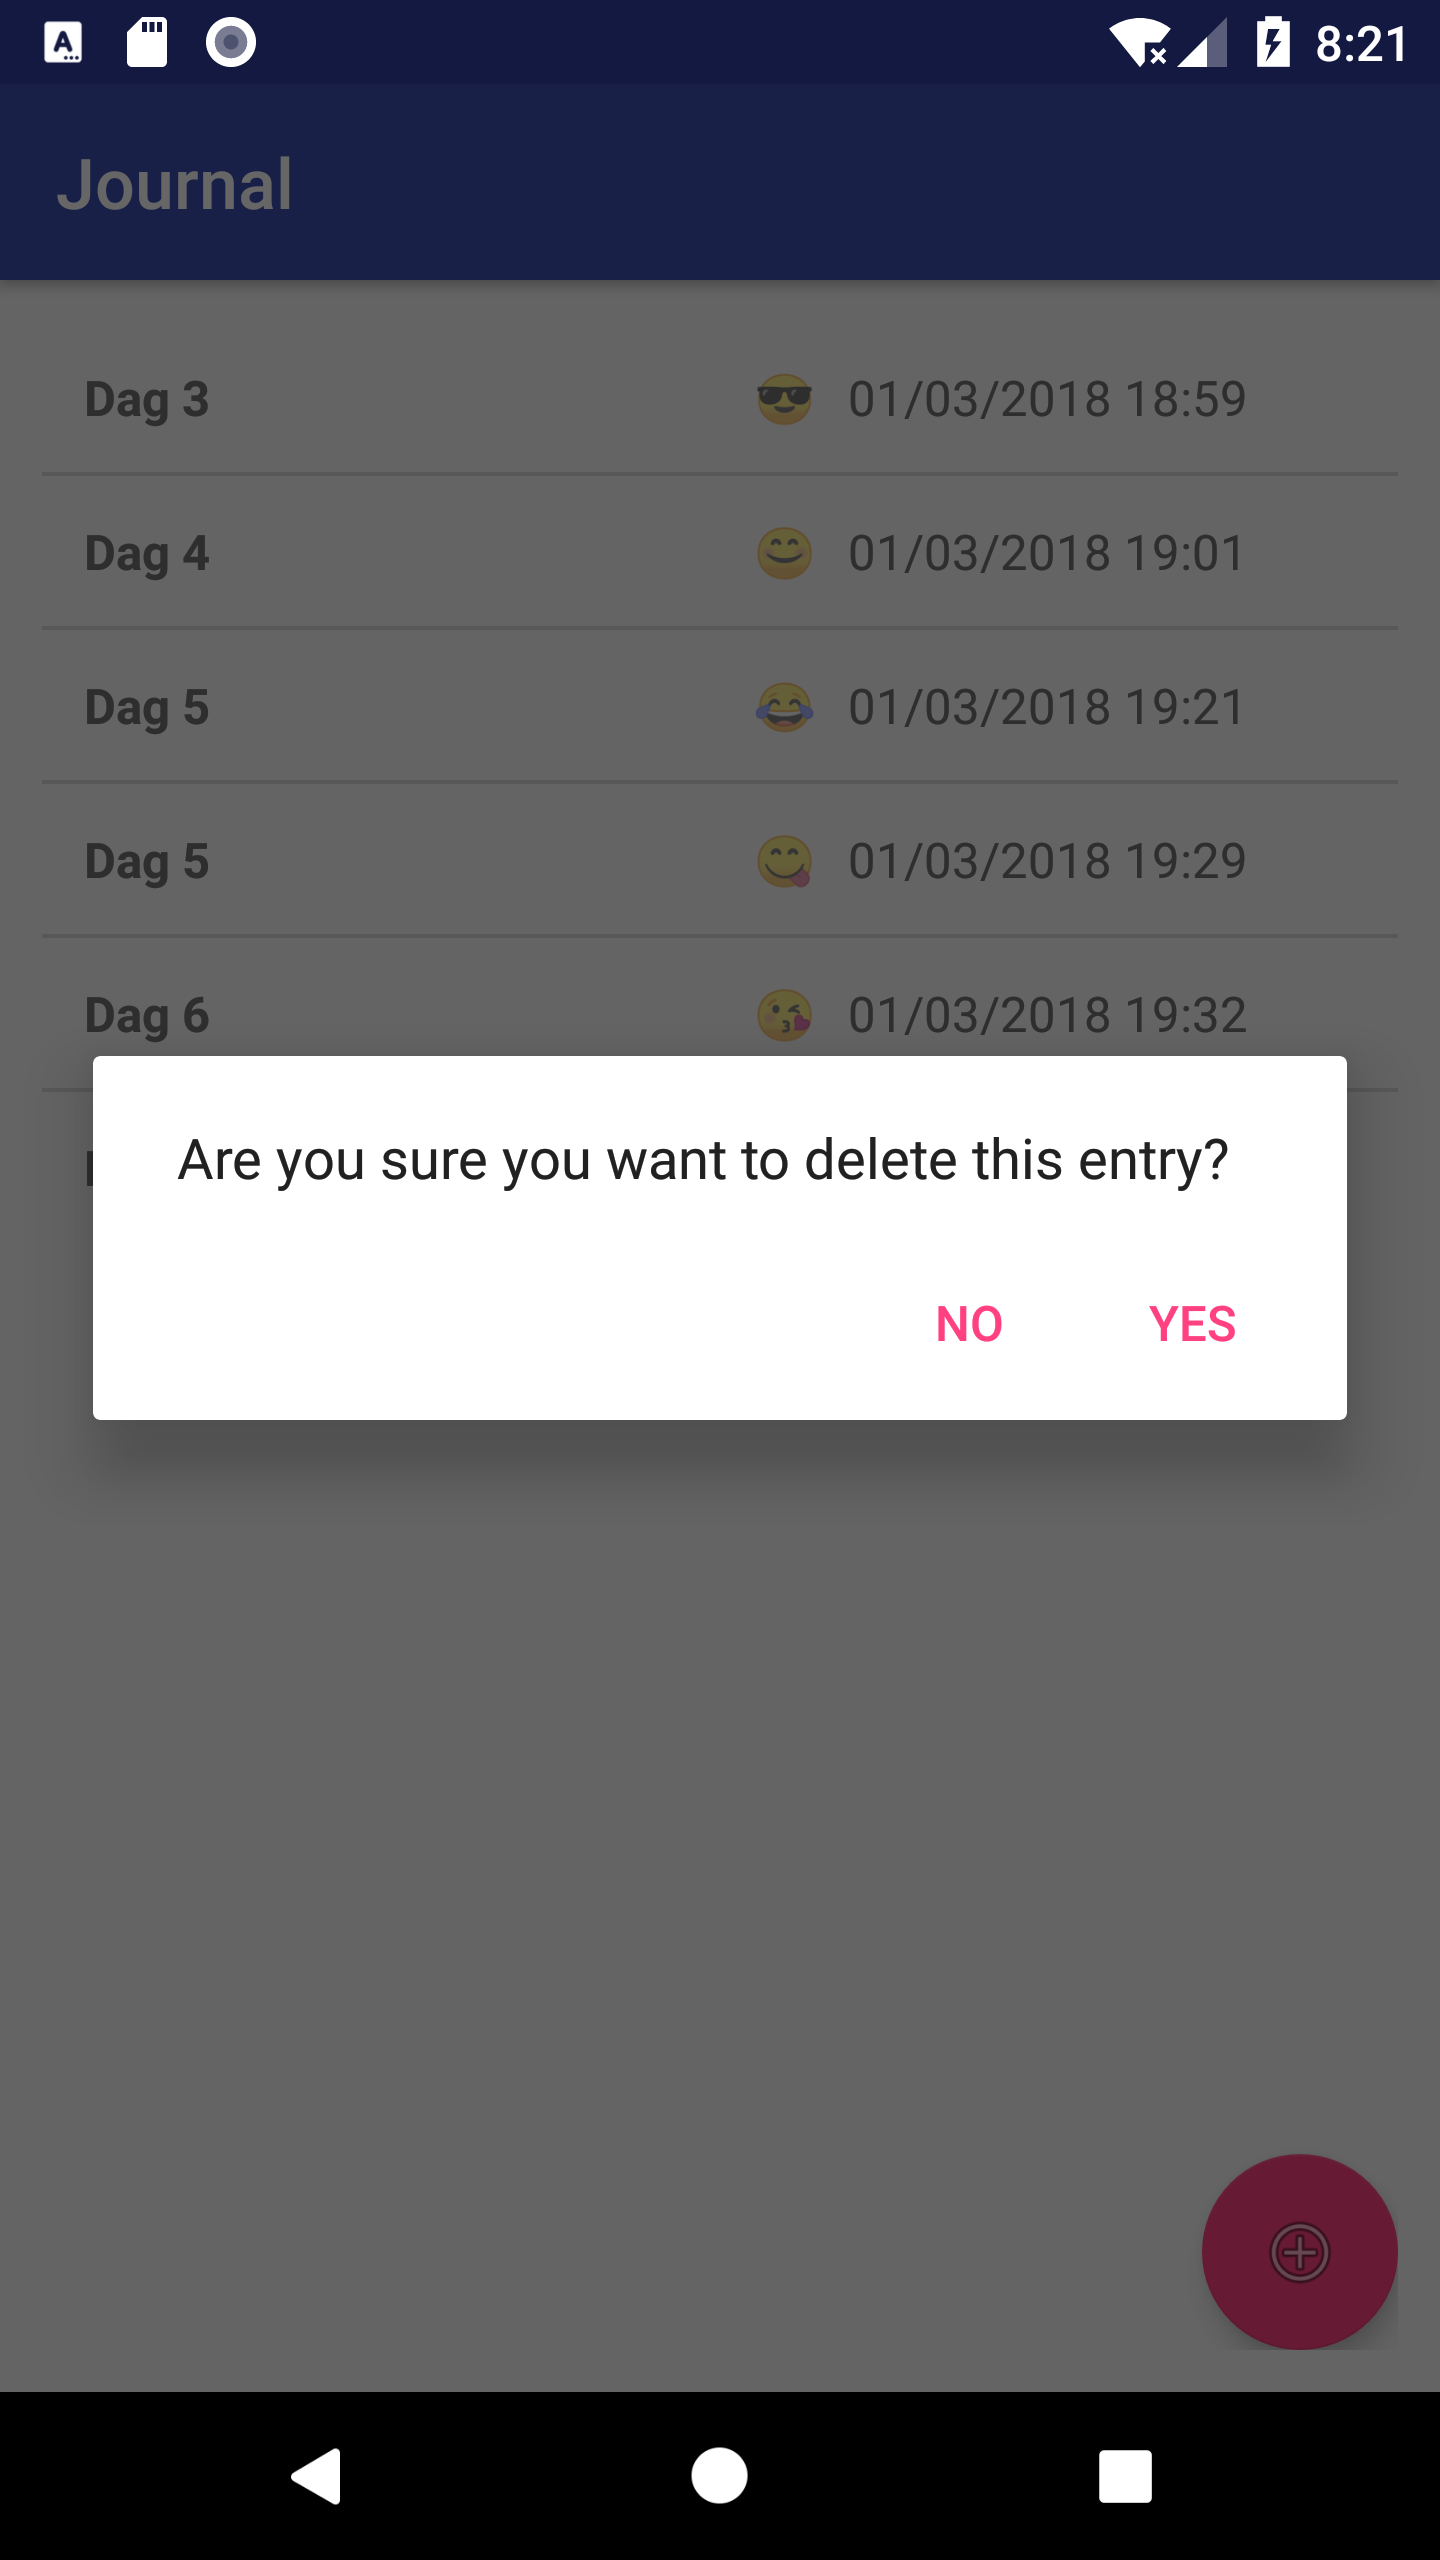 8:21
Journal
Dag 3 😎 01/03/2018 18:59
Dag 4 😄 01/03/2018 19:01
Dag 5 😂 01/03/2018 19:21
Dag 5 😋 01/03/2018 19:29
Dag 6 😘 01/03/2018 19:32
Are you sure you want to delete this entry?
NO YES